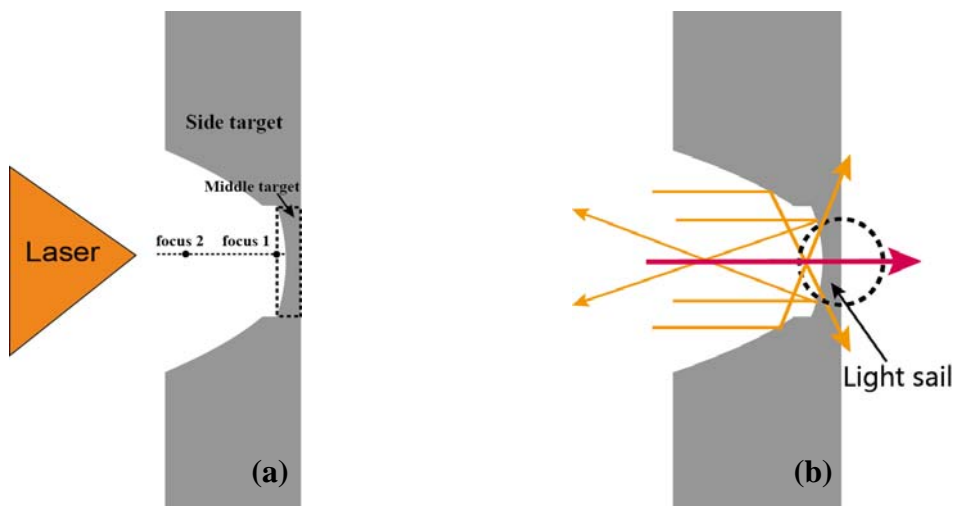 Side target
Middle target
focus 2
focus 1
Laser
(a)
Light sail
(b)